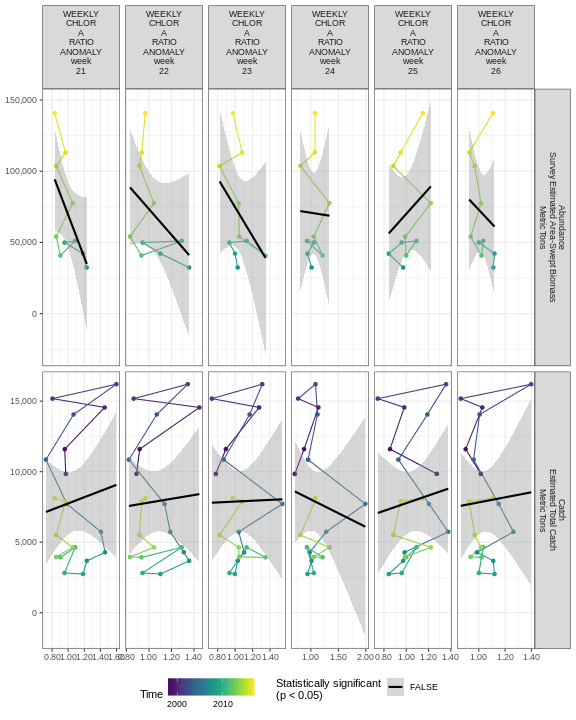 WEEKLY
CHLOR
A
RATIO
ANOMALY
week
21
WEEKLY
CHLOR
A
RATIO
ANOMALY
week
22
WEEKLY
CHLOR
A
RATIO
ANOMALY
week
23
WEEKLY
CHLOR
A
RATIO
ANOMALY
week
24
WEEKLY
CHLOR
A
RATIO
ANOMALY
week
25
WEEKLY
CHLOR
A
RATIO
ANOMALY
week
26
150,000
100,000
50,000
0
Abundance
Survey Estimated Area-Swept Biomass
Metric Tons
15,000
10,000
5,000
0
Catch
Estimated Total Catch
Metric Tons
0.80 1.00 1.20 1.40 1.60
0.80 1.00 1.20 1.40
0.80 1.00 1.20 1.40
1.00 1.50 2.00
0.80 1.00 1.20 1.40
1.00 1.20 1.40
Time
2000 2010
Statistically significant
(p < 0.05)
FALSE